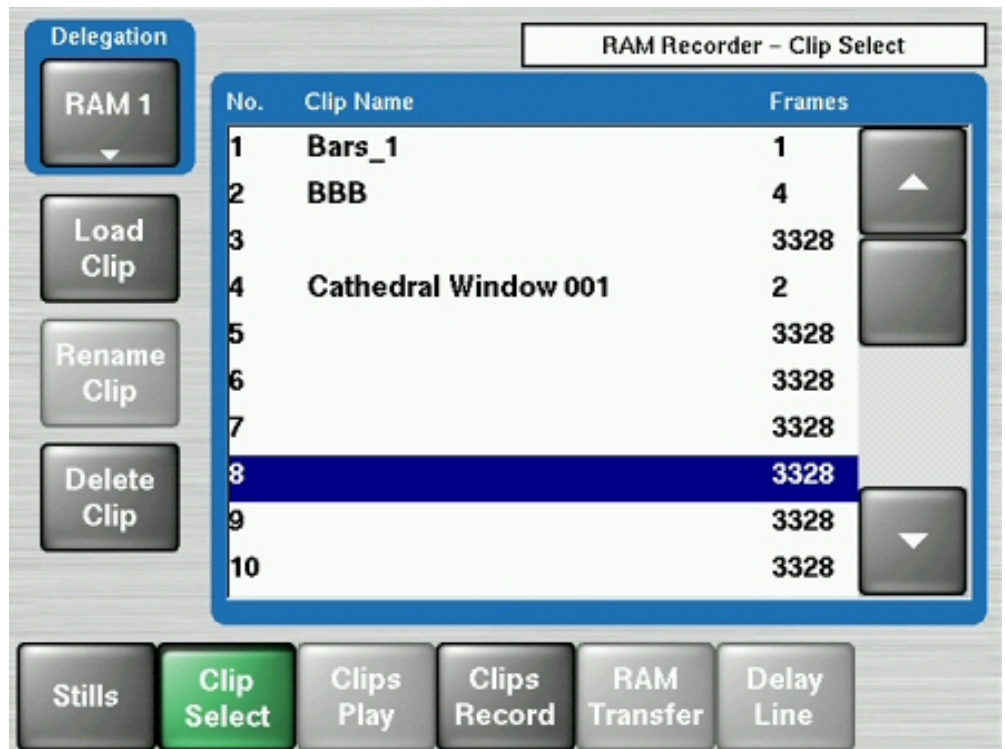 Delegation
RAM Recorder – Clip Select
RAM 1
No. Clip Name Frames
1 Bars_1 1
2 BBB 4
3 3328
4 Cathedral Window 001 2
5 3328
6 3328
7 3328
8 3328
9 3328
10 3328
Load
Clip
Rename
Clip
Delete
Clip
Stills
Clip
Select
Clips
Play
Clips
Record
RAM
Transfer
Delay
Line